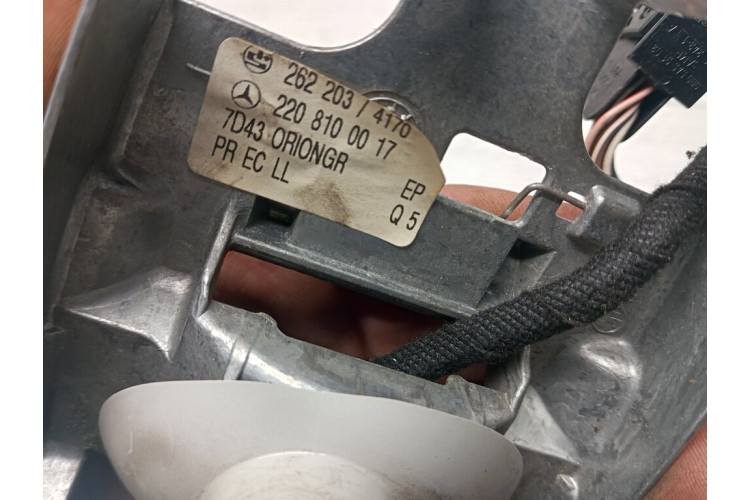 262 203 / 4170
220 810 00 17
7D43 ORIONGR
PR EC LL
EP
Q 5